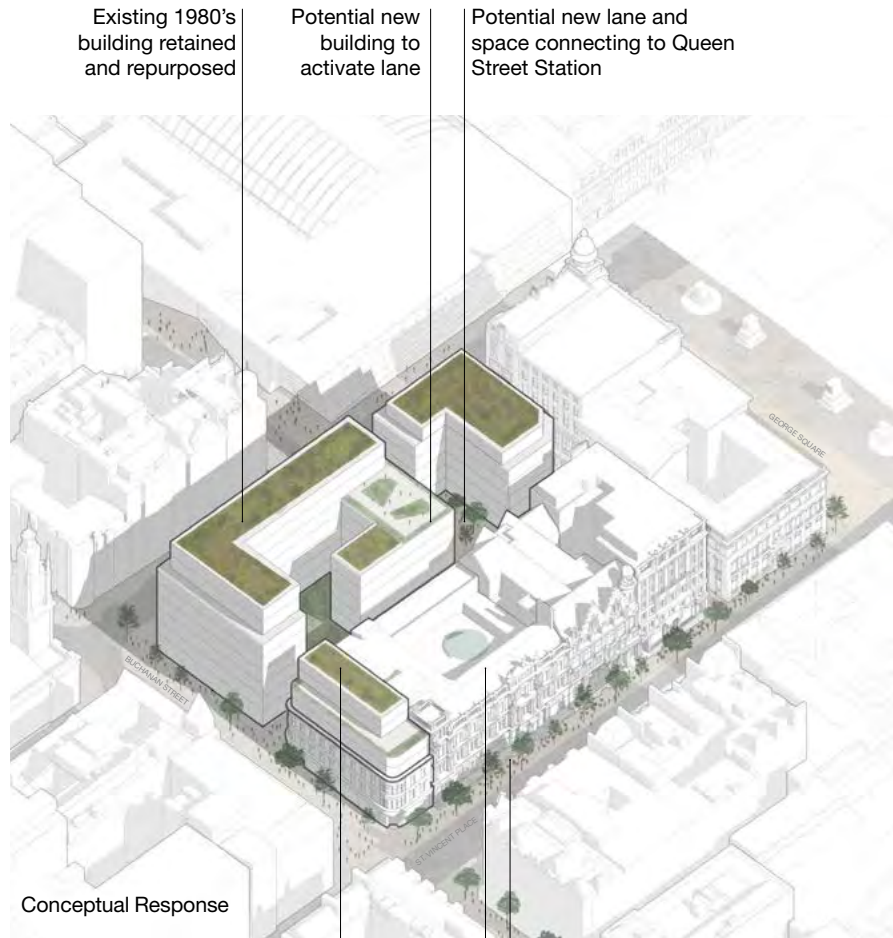 Existing 1980’s
building retained
and repurposed
Potential new
building to
activate lane
Potential new lane and
space connecting to Queen
Street Station
GEORGE SQUARE
BUCHANAN STREET
ST VINCENT PLACE
Conceptual Response